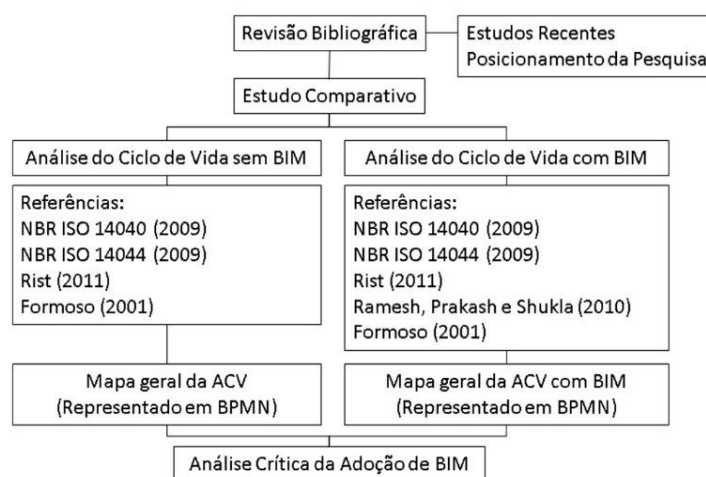 Revisão Bibliográfica
Estudos Recentes
Posicionamento da Pesquisa
Estudo Comparativo
Análise do Ciclo de Vida sem BIM
Referências:
NBR ISO 14040 (2009)
NBR ISO 14044 (2009)
Rist (2011)
Formoso (2001)
Mapa geral da ACV
(Representado em BPMN)
Análise do Ciclo de Vida com BIM
Referências:
NBR ISO 14040 (2009)
NBR ISO 14044 (2009)
Rist (2011)
Ramesh, Prakash e Shukla (2010)
Formoso (2001)
Mapa geral da ACV com BIM
(Representado em BPMN)
Análise Crítica da Adoção de BIM